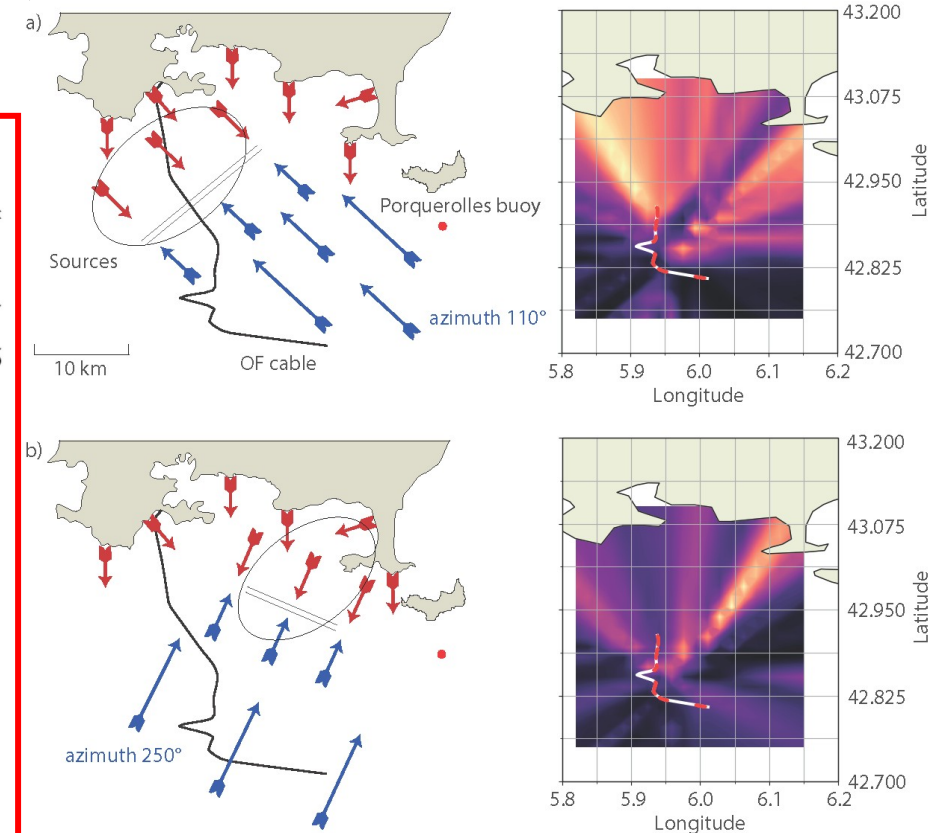 a)
Sources
Porquerolles buoy
azimuth 110°
10 km
OF cable
43.200
43.075
42.950
42.825
42.700
Latitude
5.8 5.9 6.0 6.1 6.2
Longitude
b)
azimuth 250°
43.200
43.075
42.950
42.825
42.700
Latitude
5.8 5.9 6.0 6.1 6.2
Longitude